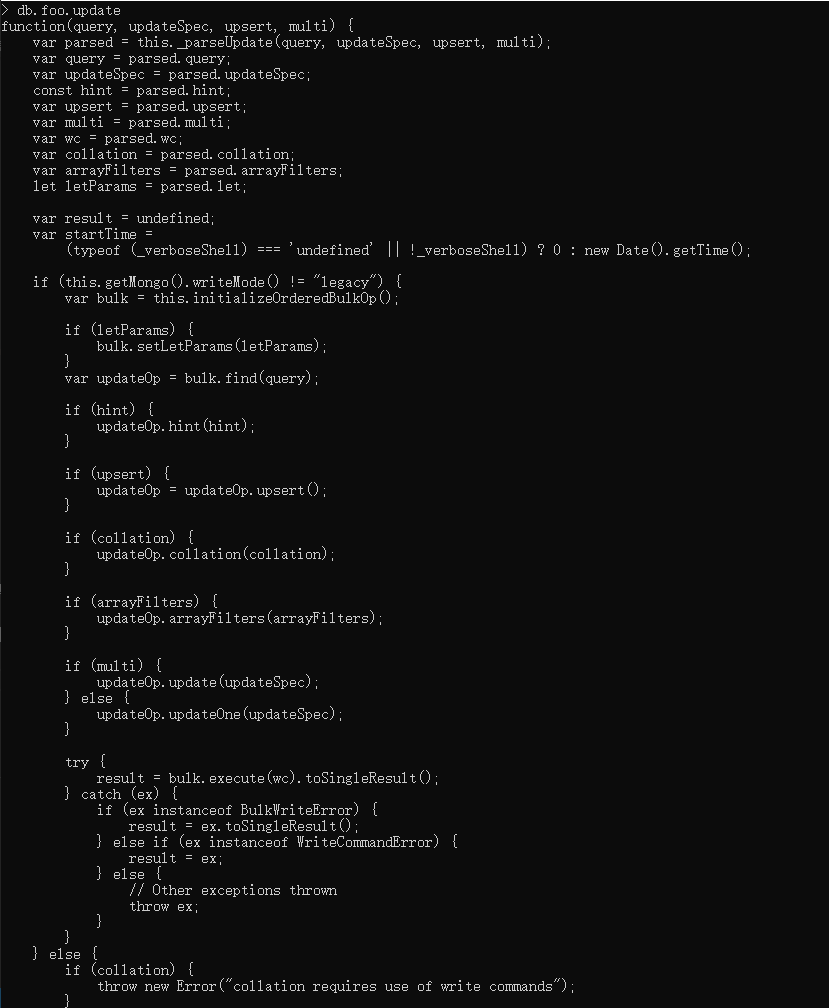 > db.foo.update
function(query, updateSpec, upsert, multi) {
    var parsed = this._parseUpdate(query, updateSpec, upsert, multi);
    var query = parsed.query;
    var updateSpec = parsed.updateSpec;
    const hint = parsed.hint;
    var upsert = parsed.upsert;
    var multi = parsed.multi;
    var wc = parsed.wc;
    var collation = parsed.collation;
    var arrayFilters = parsed.arrayFilters;
    let letParams = parsed.let;

    var result = undefined;
    var startTime =
        (typeof (_verboseShell) === 'undefined' || !_verboseShell) ? 0 : new Date().getTime();

    if (this.getMongo().writeMode() != "legacy") {
        var bulk = this.initializeOrderedBulkOp();

        if (letParams) {
            bulk.setLetParams(letParams);
        }
        var updateOp = bulk.find(query);

        if (hint) {
            updateOp.hint(hint);
        }

        if (upsert) {
            updateOp = updateOp.upsert();
        }

        if (collation) {
            updateOp.collation(collation);
        }

        if (arrayFilters) {
            updateOp.arrayFilters(arrayFilters);
        }

        if (multi) {
            updateOp.update(updateSpec);
        } else {
            updateOp.updateOne(updateSpec);
        }

        try {
            result = bulk.execute(wc).toSingleResult();
        } catch (ex) {
            if (ex instanceof BulkWriteError) {
                result = ex.toSingleResult();
            } else if (ex instanceof WriteCommandError) {
                result = ex;
            } else {
                // Other exceptions thrown
                throw ex;
            }
        }
    } else {
        if (collation) {
            throw new Error("collation requires use of write commands");
        }